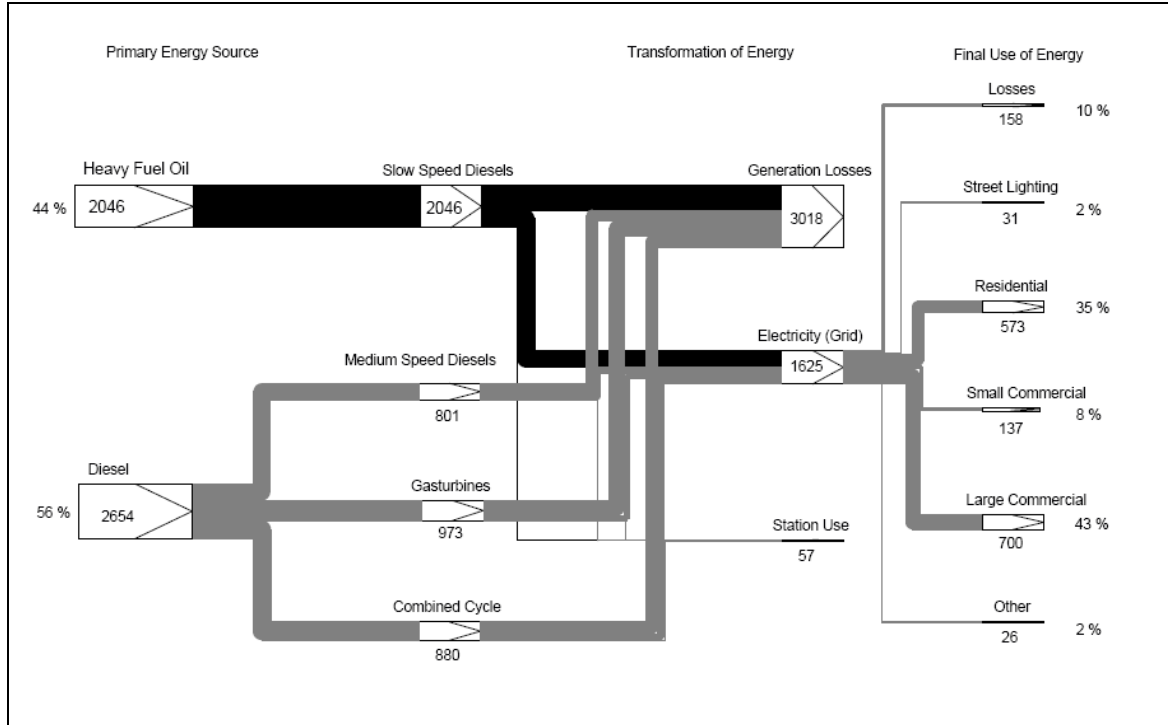 Primary Energy Source
Transformation of Energy
Final Use of Energy
Losses
158
10 %
Heavy Fuel Oil
2046
44 %
Slow Speed Diesels
2046
Generation Losses
3018
Street Lighting
31
2 %
Residential
573
35 %
Electricity (Grid)
1625
Medium Speed Diesels
801
Small Commercial
137
8 %
Diesel
2654
56 %
Gasturbines
973
Station Use
57
Large Commercial
700
43 %
Combined Cycle
880
Other
26
2 %